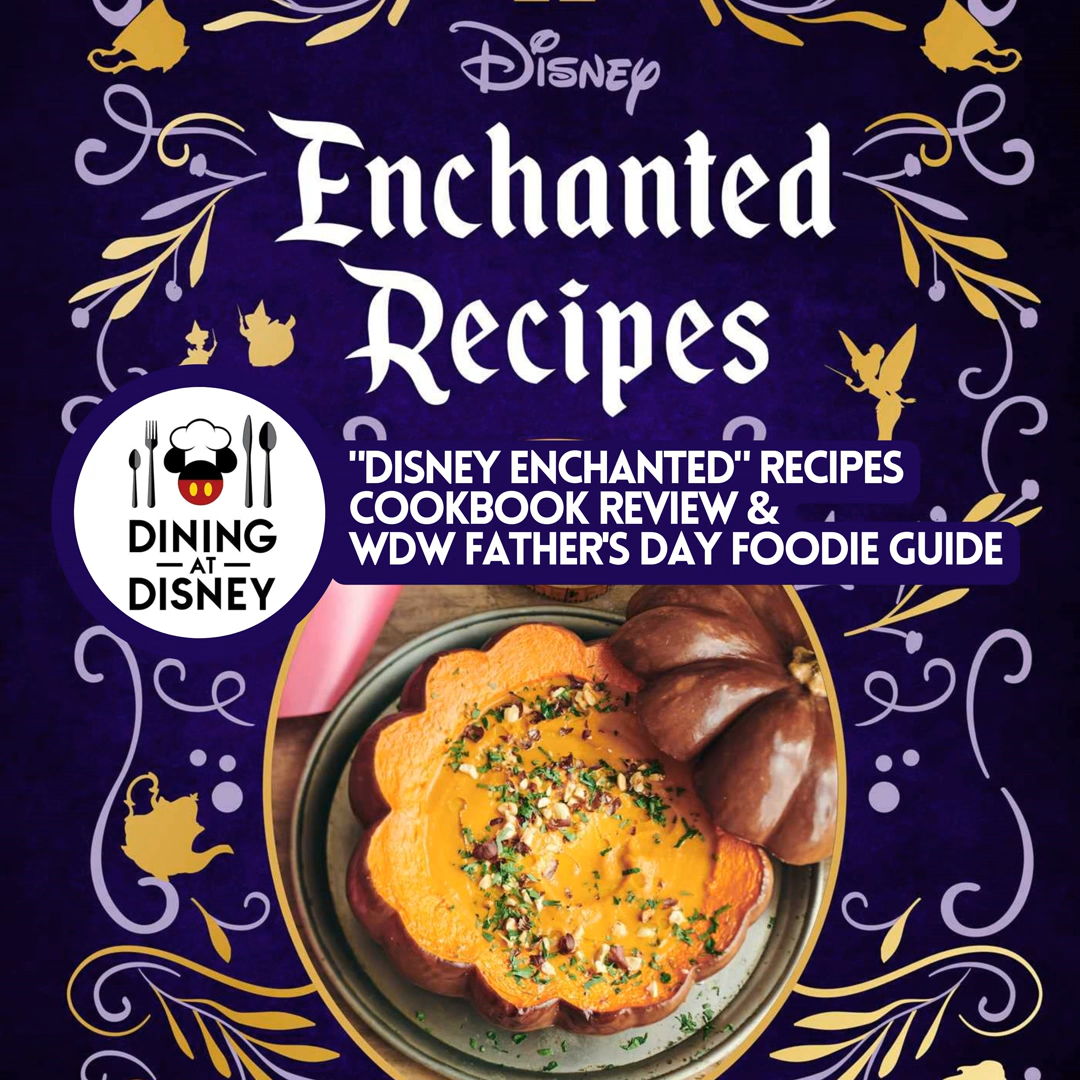 Disney
Enchanted
Recipes
"DISNEY ENCHANTED" RECIPES
COOKBOOK REVIEW &
WDW FATHER'S DAY FOODIE GUIDE
DINING
AT
DISNEY